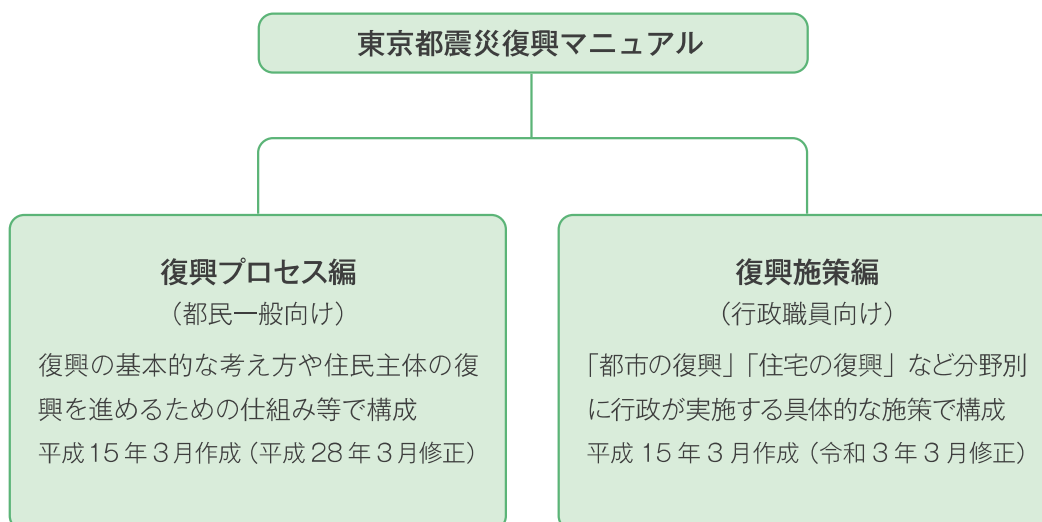 東京都震災復興マニュアル
復興プロセス編
（都民一般向け）
復興の基本的な考え方や住民主体の復
興を進めるための仕組み等で構成
平成15年3月作成（平成28年3月修正）
復興施策編
（行政職員向け）
「都市の復興」「住宅の復興」など分野別
に行政が実施する具体的な施策で構成
平成15年3月作成（令和3年3月修正）